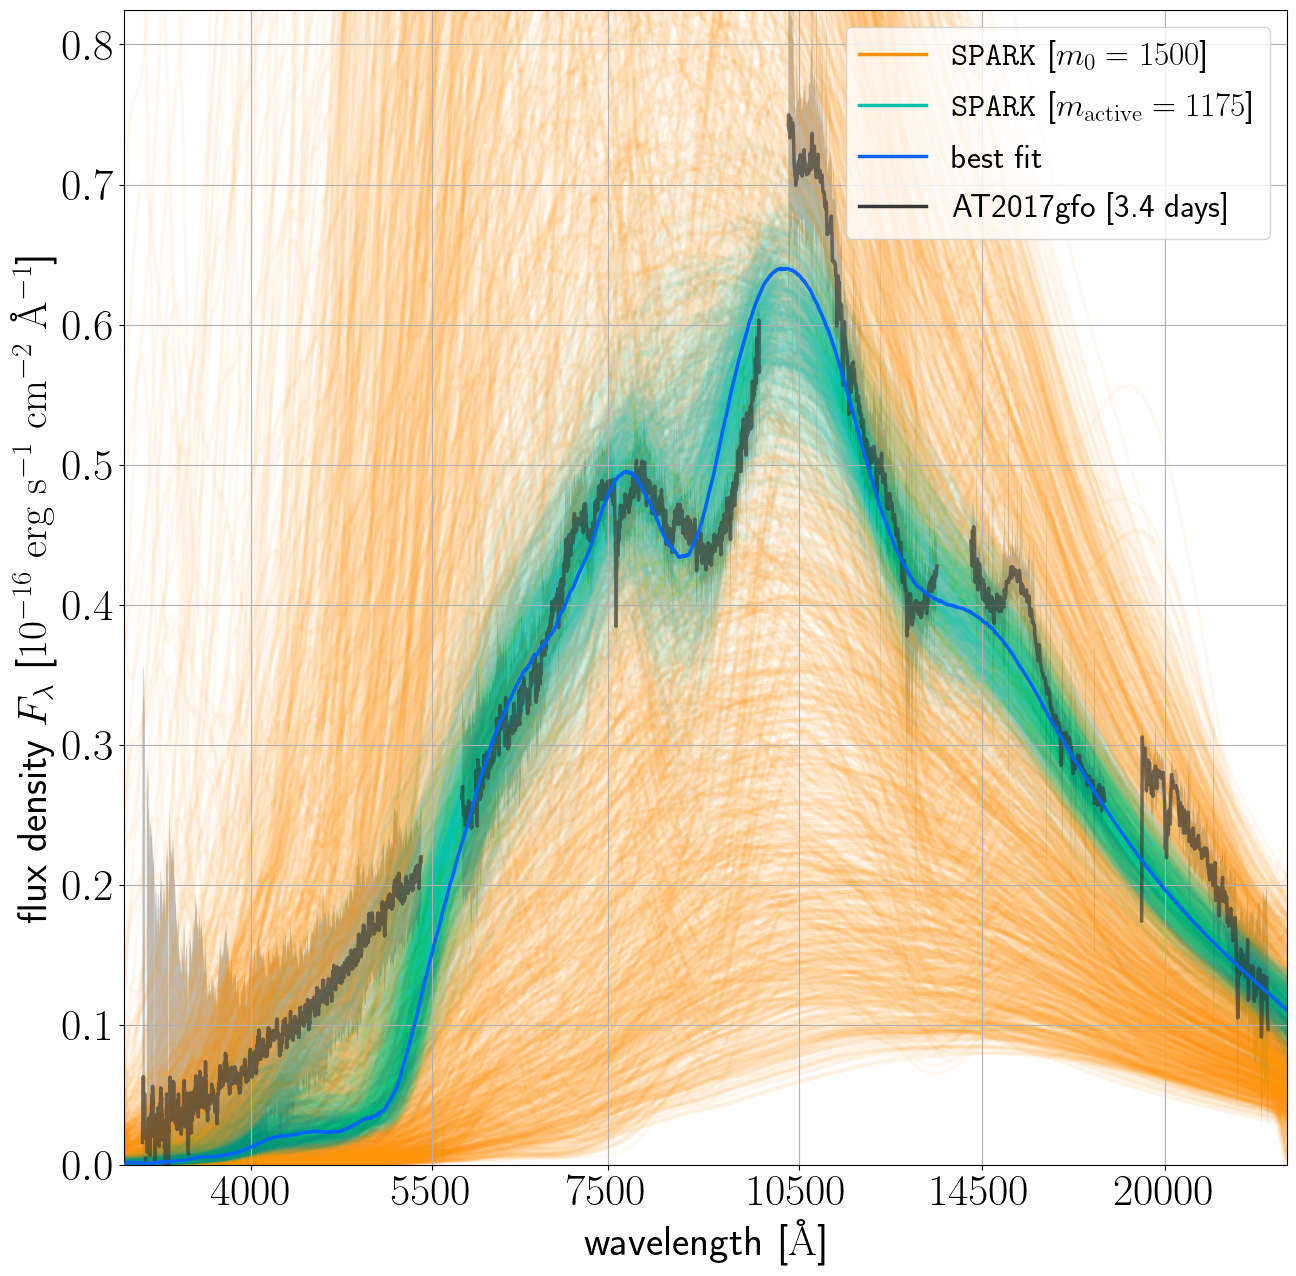 SPARK [m₀ = 1500]
SPARK [m_active = 1175]
best fit
AT2017gfo [3.4 days]
flux density F_λ [10⁻¹⁶ erg s⁻¹ cm⁻² Å⁻¹]
0.8
0.7
0.6
0.5
0.4
0.3
0.2
0.1
0.0
4000 5500 7500 10500 14500 20000
wavelength [Å]